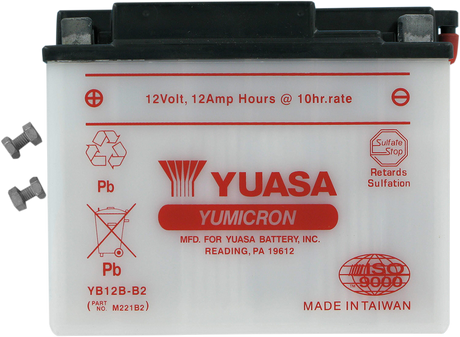 12Volt, 12Amp Hours @ 10hr.rate
Pb
Sulfate
Stop
Retards
Sulfation
YUASA
YUMICRON
MFD. FOR YUASA BATTERY, INC.
READING, PA 19612
Pb
YB12B-B2
(PART NO. M221B2)
ISO
9000
MADE IN TAIWAN